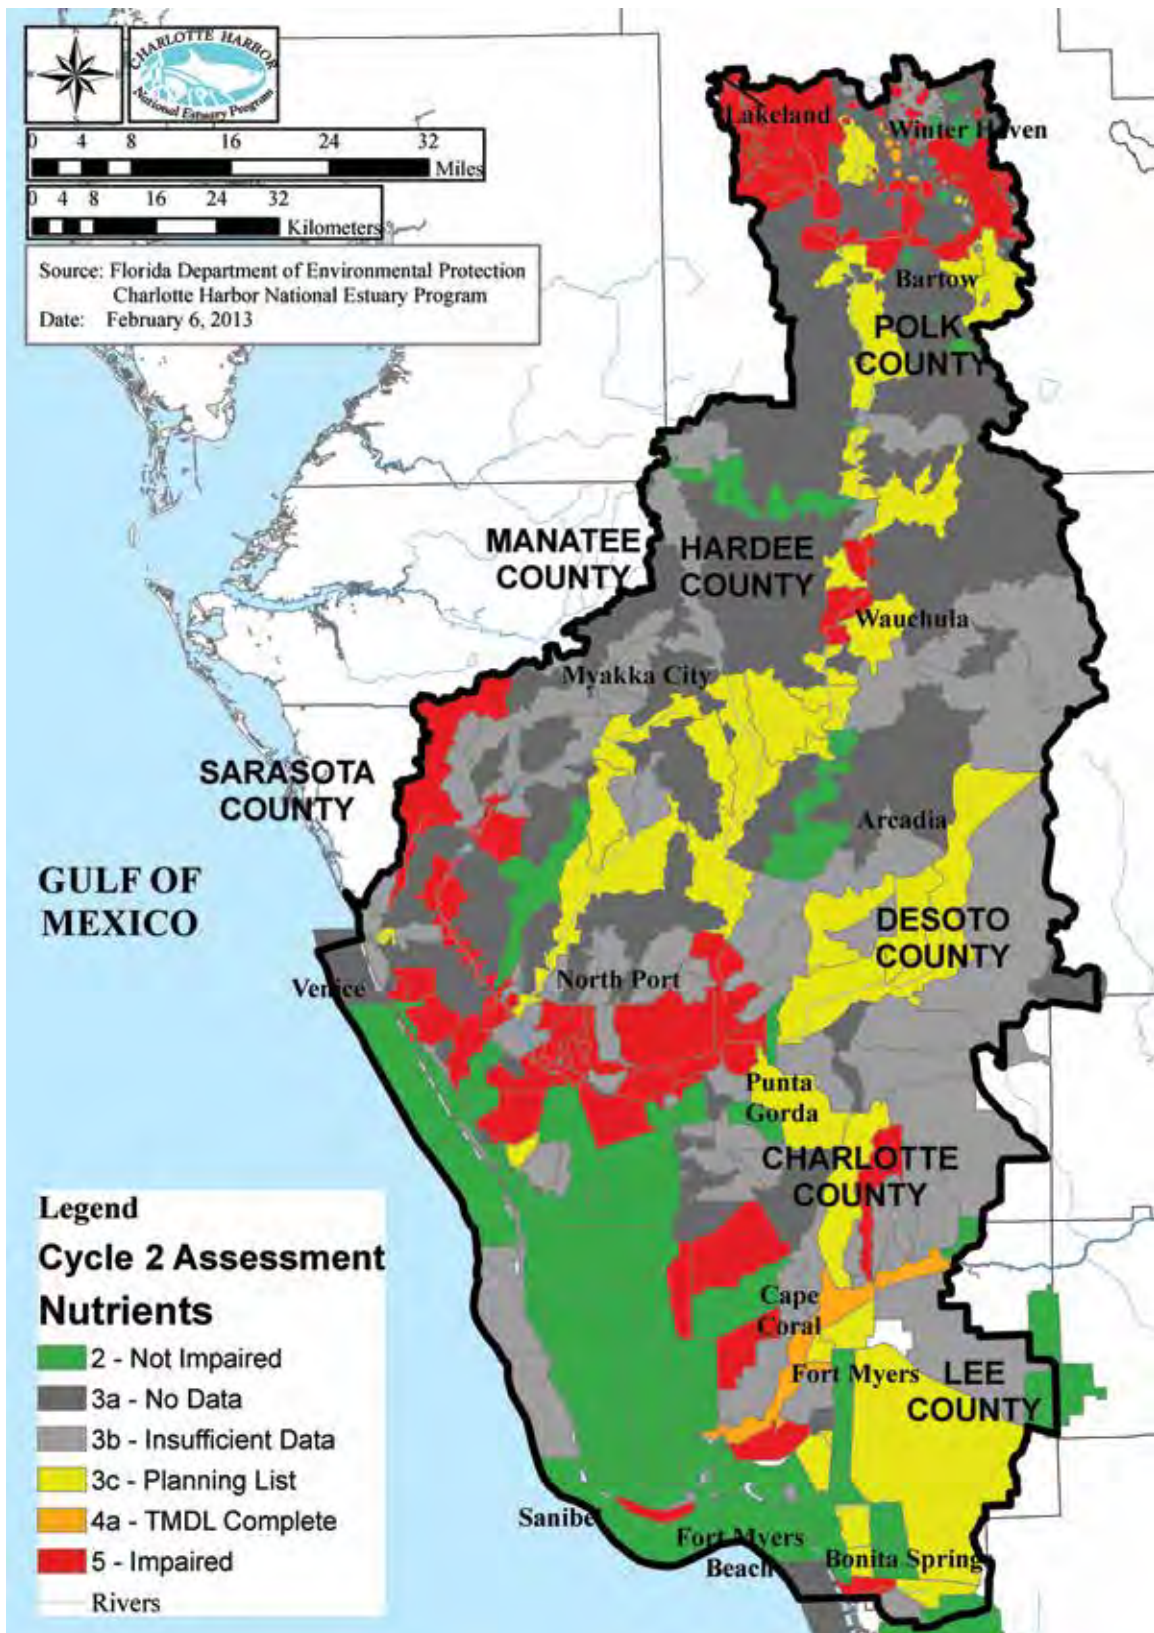 CHARLOTTE HARBOR
National Estuary Program
N
W
E
S
0 4 8 16 24 32
Miles
0 4 8 16 24 32
Kilometers
Source: Florida Department of Environmental Protection
Charlotte Harbor National Estuary Program
Date: February 6, 2013
Lakeland
Winter Haven
Bartow
POLK
COUNTY
MANATEE
COUNTY
HARDEE
COUNTY
Wauchula
Myakka City
SARASOTA
COUNTY
Arcadia
GULF OF
MEXICO
DESOTO
COUNTY
Venice
North Port
Punta
Gorda
CHARLOTTE
COUNTY
Cape
Coral
Fort Myers
LEE
COUNTY
Sanibel
Fort Myers
Beach
Bonita Springs
Legend
Cycle 2 Assessment
Nutrients
2 - Not Impaired
3a - No Data
3b - Insufficient Data
3c - Planning List
4a - TMDL Complete
5 - Impaired
Rivers